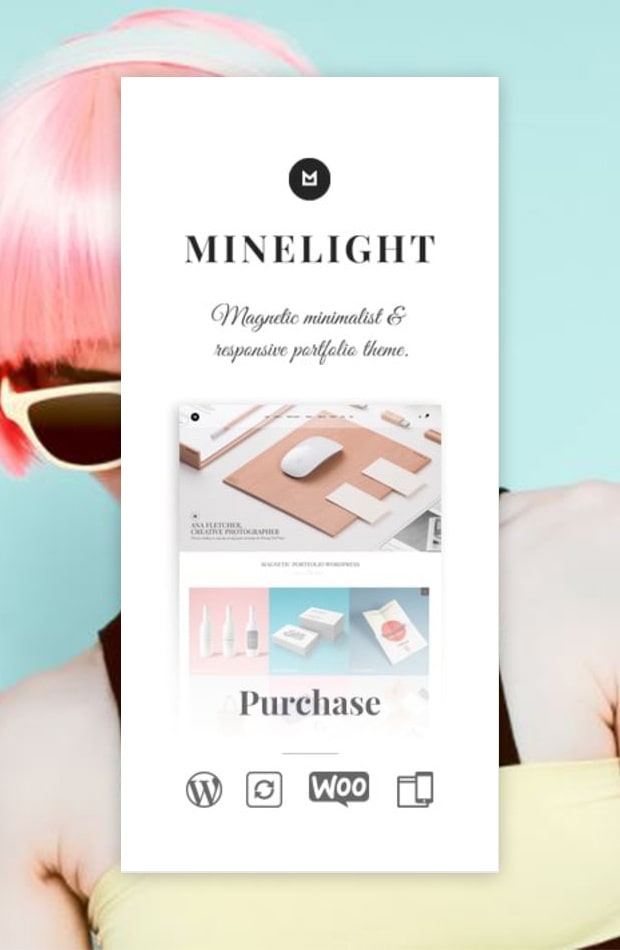 MINELIGHT
Magnetic minimalist &
responsive portfolio theme.
ANA FLETCHER,
CREATIVE PHOTOGRAPHER
MAGNETIC PORTFOLIO WORDPRESS
Purchase
WOO